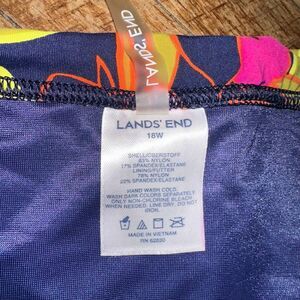 LANDS' END
LANDS' END
18W
SHELL/OBERSTOFF
83% NYLON
17% SPANDEX/ELASTANE
LINING/FUTTER
78% NYLON
22% SPANDEX/ELASTANE
HAND WASH COLD.
WASH DARK COLORS SEPARATELY.
ONLY NON-CHLORINE BLEACH
WHEN NEEDED. LINE DRY. DO NOT
IRON.
MADE IN VIETNAM
RN 62830